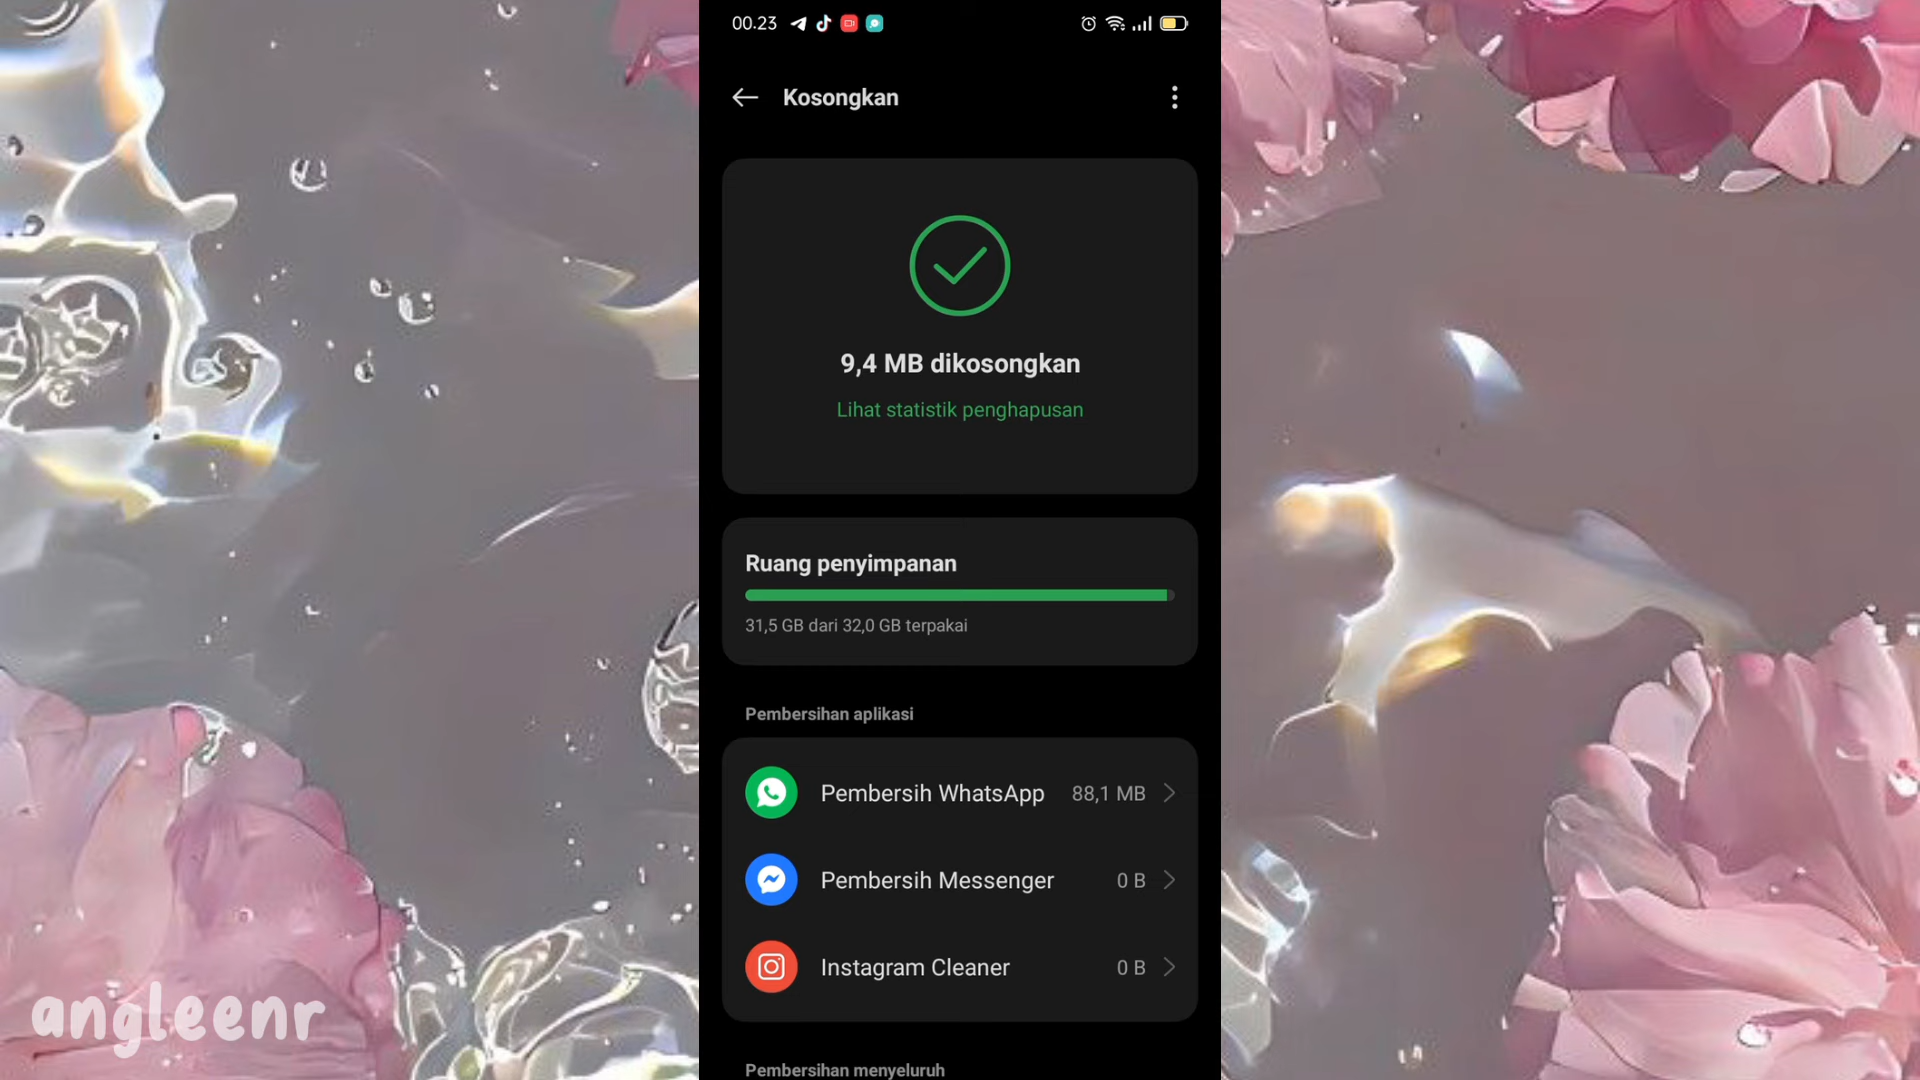 00.23
Kosongkan
9,4 MB dikosongkan
Lihat statistik penghapusan
Ruang penyimpanan
31,5 GB dari 32,0 GB terpakai
Pembersihan aplikasi
Pembersih WhatsApp 88,1 MB
Pembersih Messenger 0 B
Instagram Cleaner 0 B
Pembersihan menyeluruh
angleenr